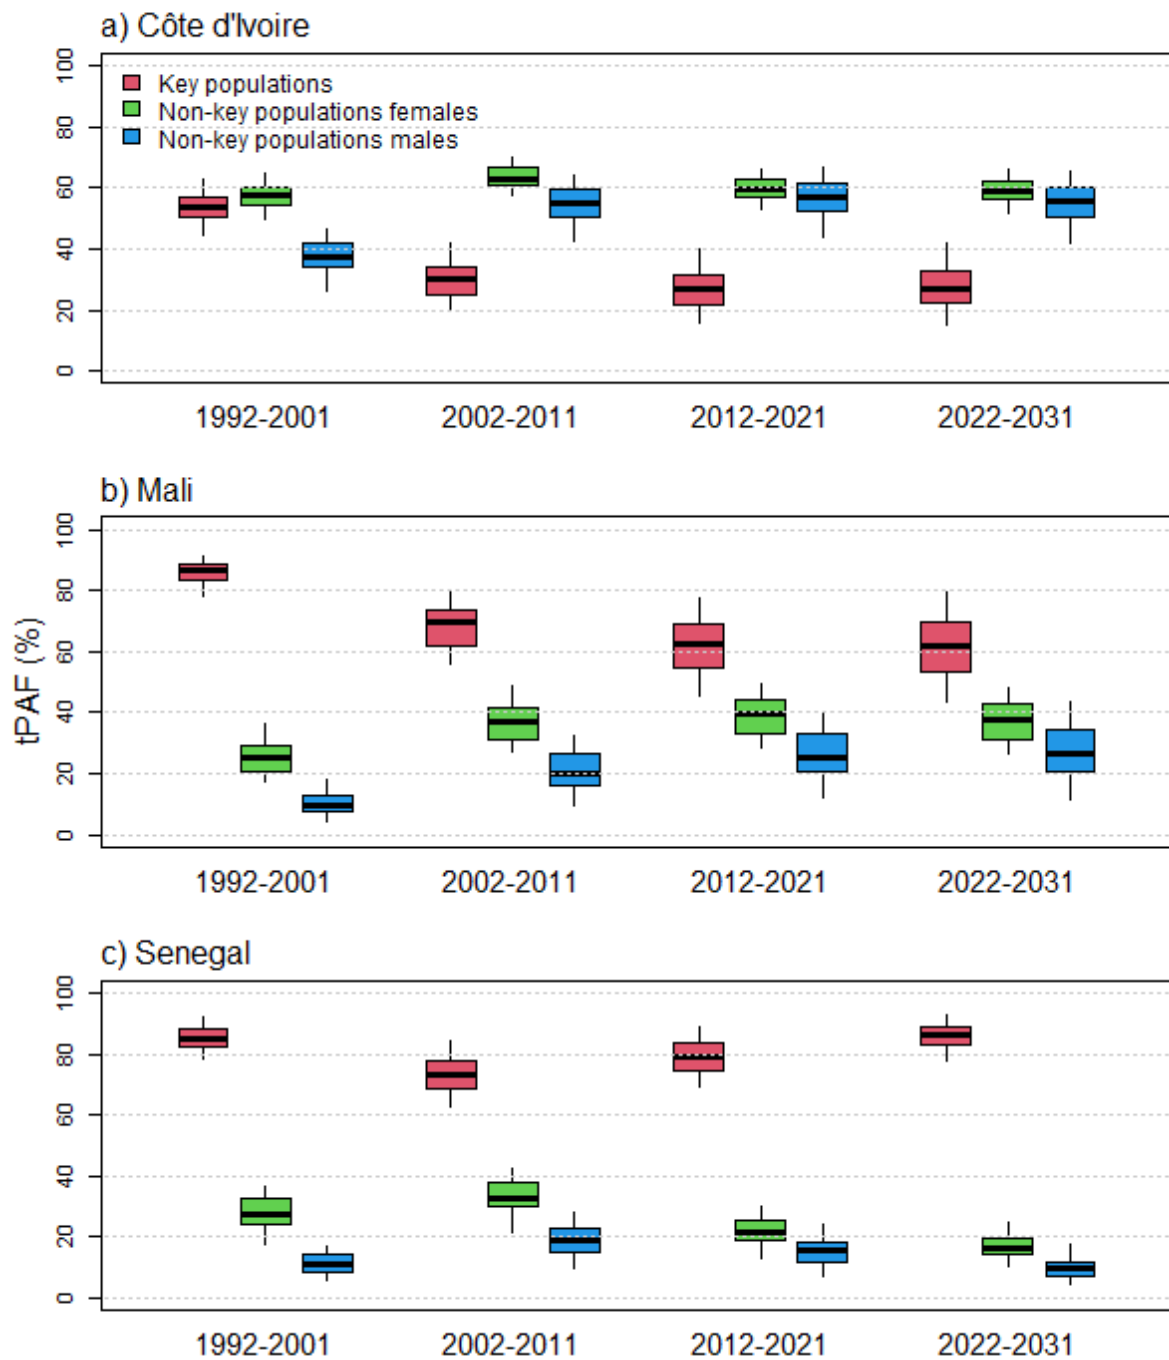 a) Côte d'Ivoire
100
80
60
40
20
0
Key populations
Non-key populations females
Non-key populations males
1992-2001 2002-2011 2012-2021 2022-2031
b) Mali
tPAF (%)
100
80
60
40
20
0
1992-2001 2002-2011 2012-2021 2022-2031
c) Senegal
100
80
60
40
20
0
1992-2001 2002-2011 2012-2021 2022-2031